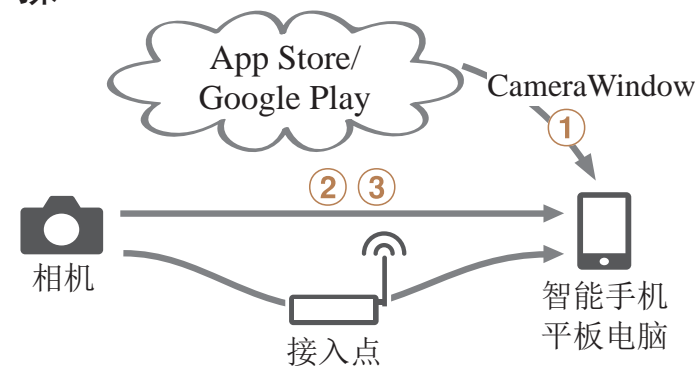 App Store/
Google Play
CameraWindow
①
② ③
相机
接入点
智能手机
平板电脑